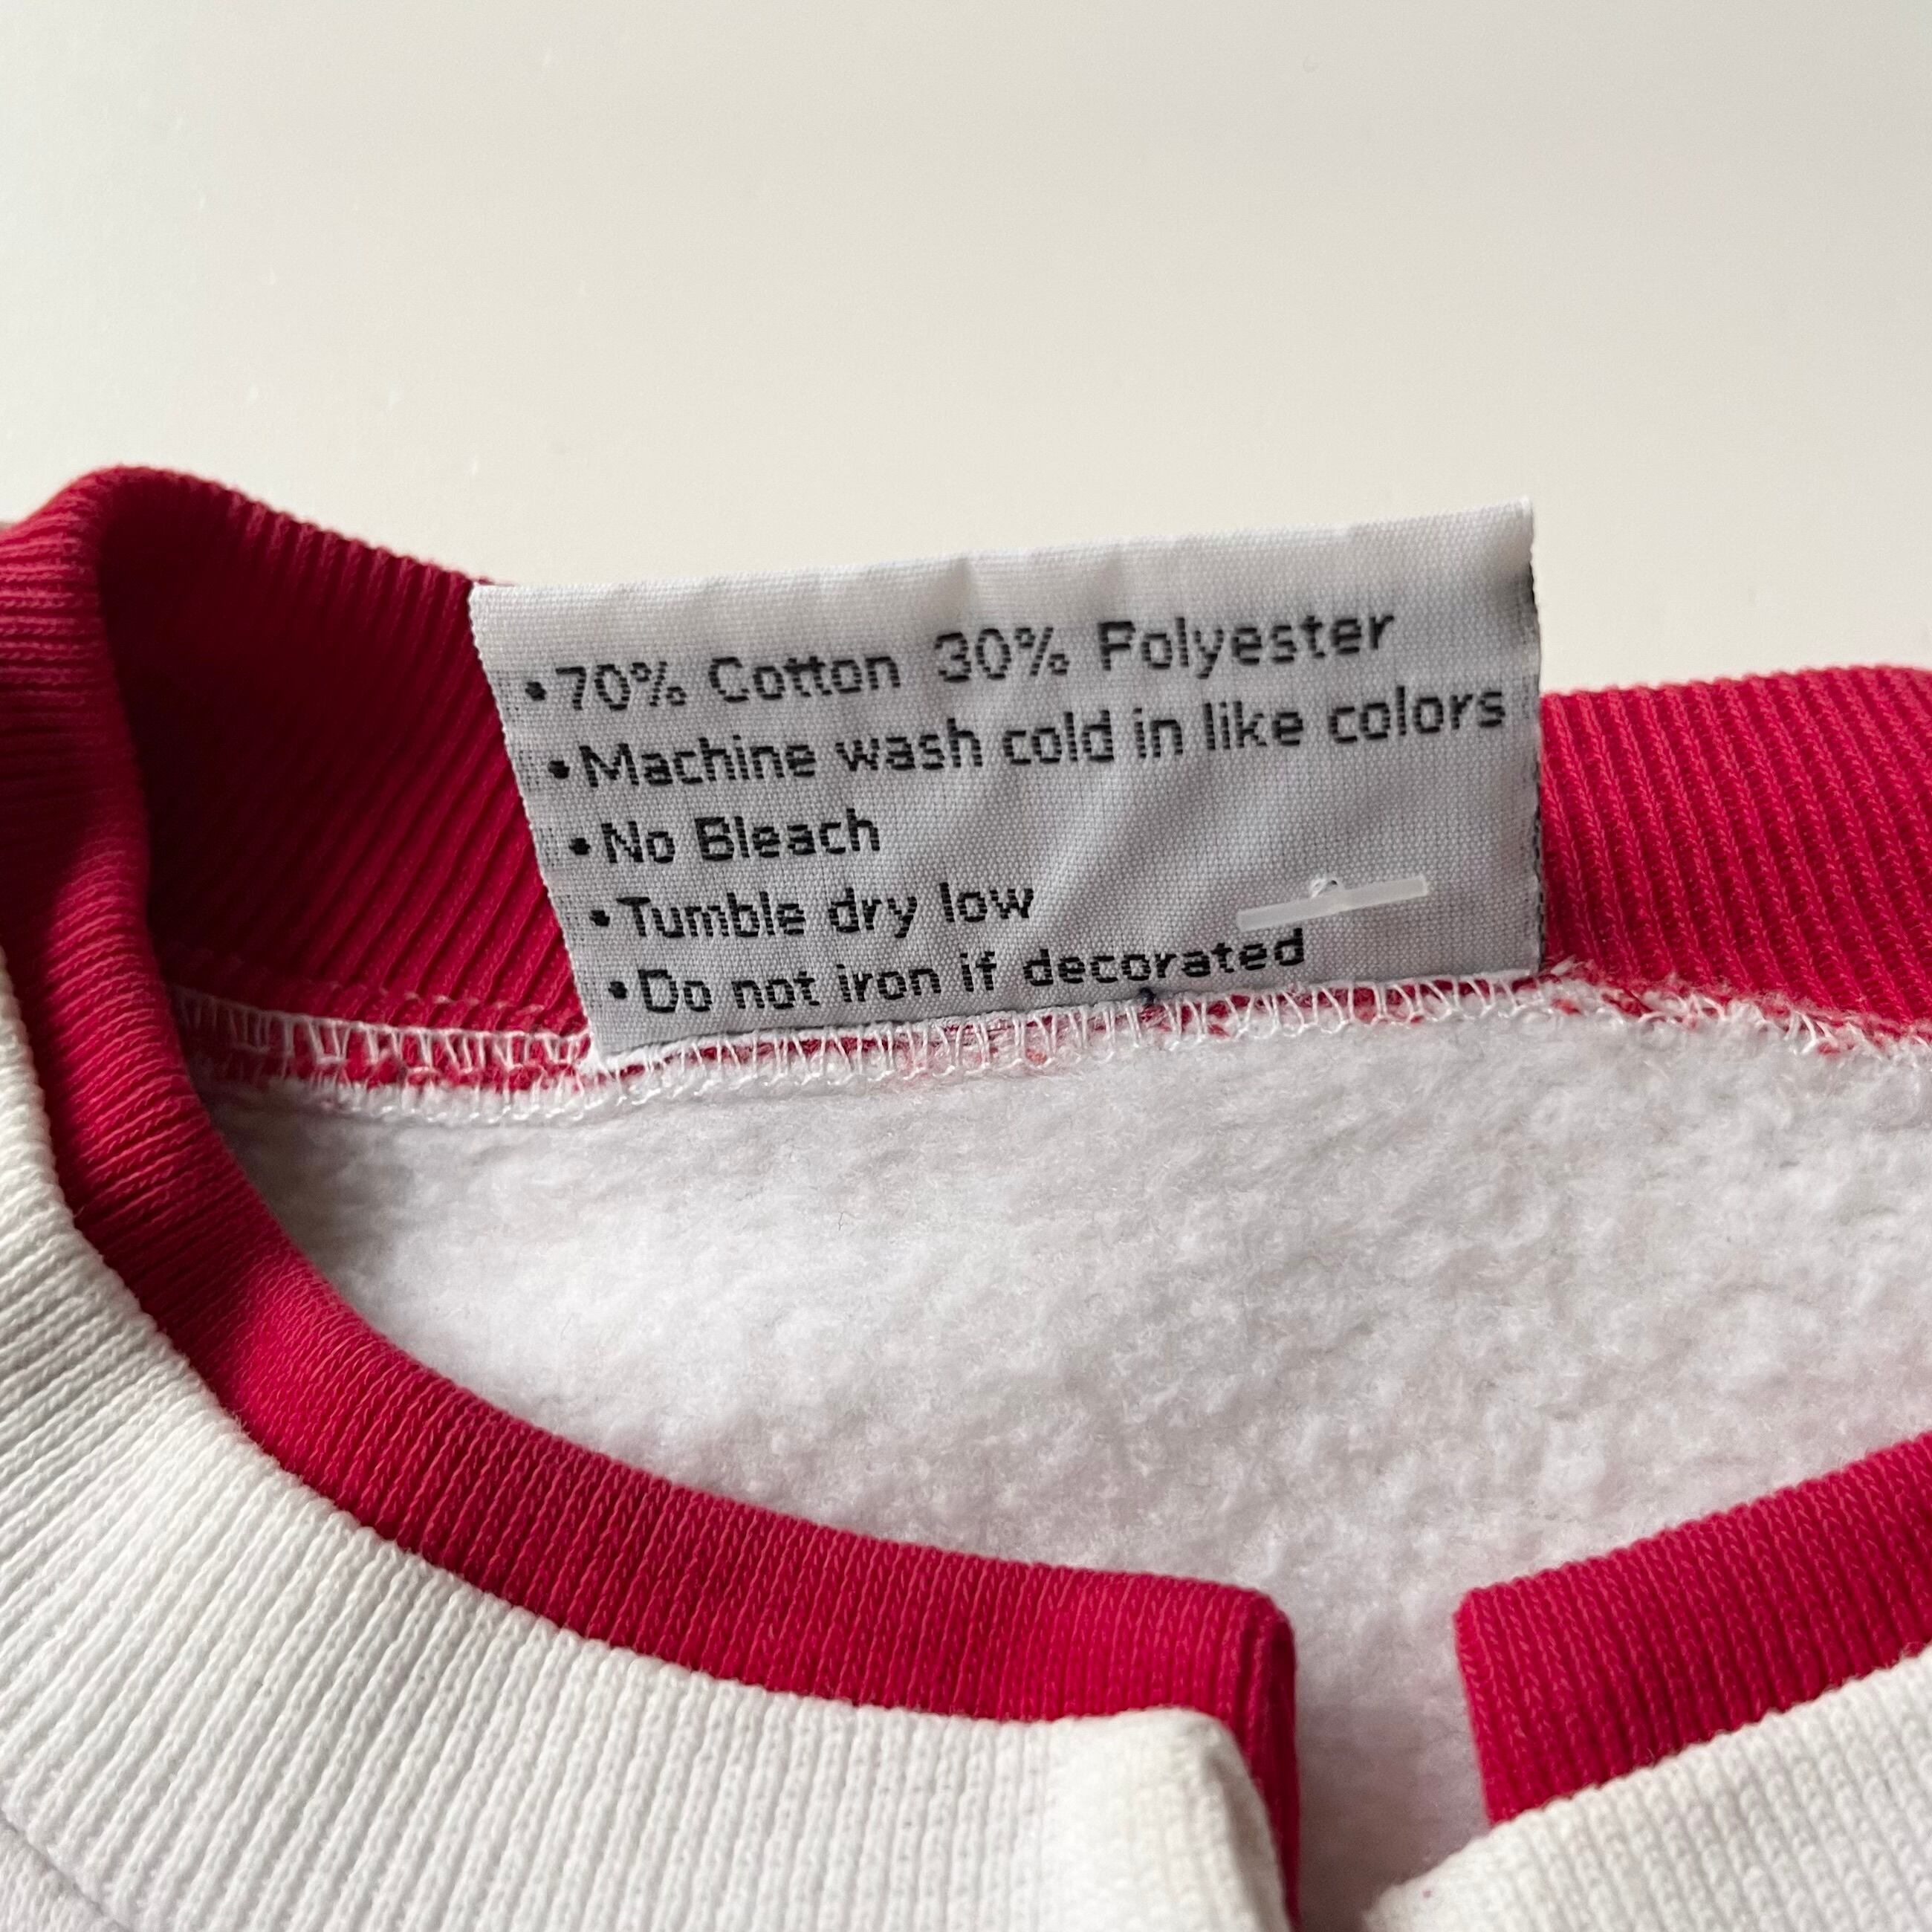 •70% Cotton 30% Polyester
•Machine wash cold in like colors
•No Bleach
•Tumble dry low
•Do not iron if decorated